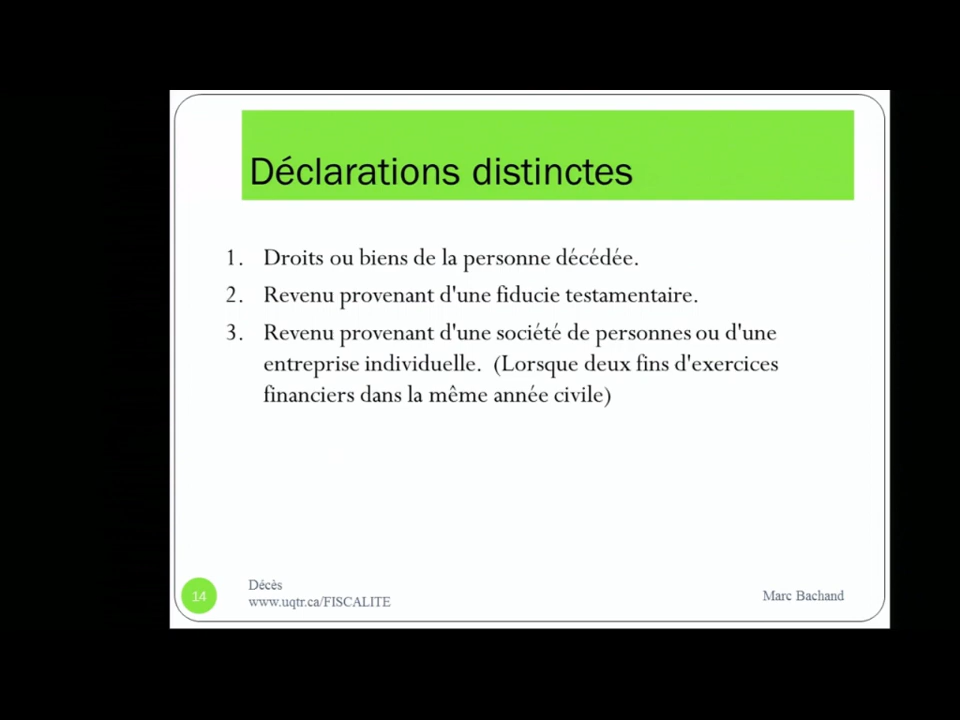 Déclarations distinctes
1. Droits ou biens de la personne décédée.
2. Revenu provenant d'une fiducie testamentaire.
3. Revenu provenant d'une société de personnes ou d'une
entreprise individuelle. (Lorsque deux fins d'exercices
financiers dans la même année civile)
14
Décès
www.uqtr.ca/FISCALITE
Marc Bachand